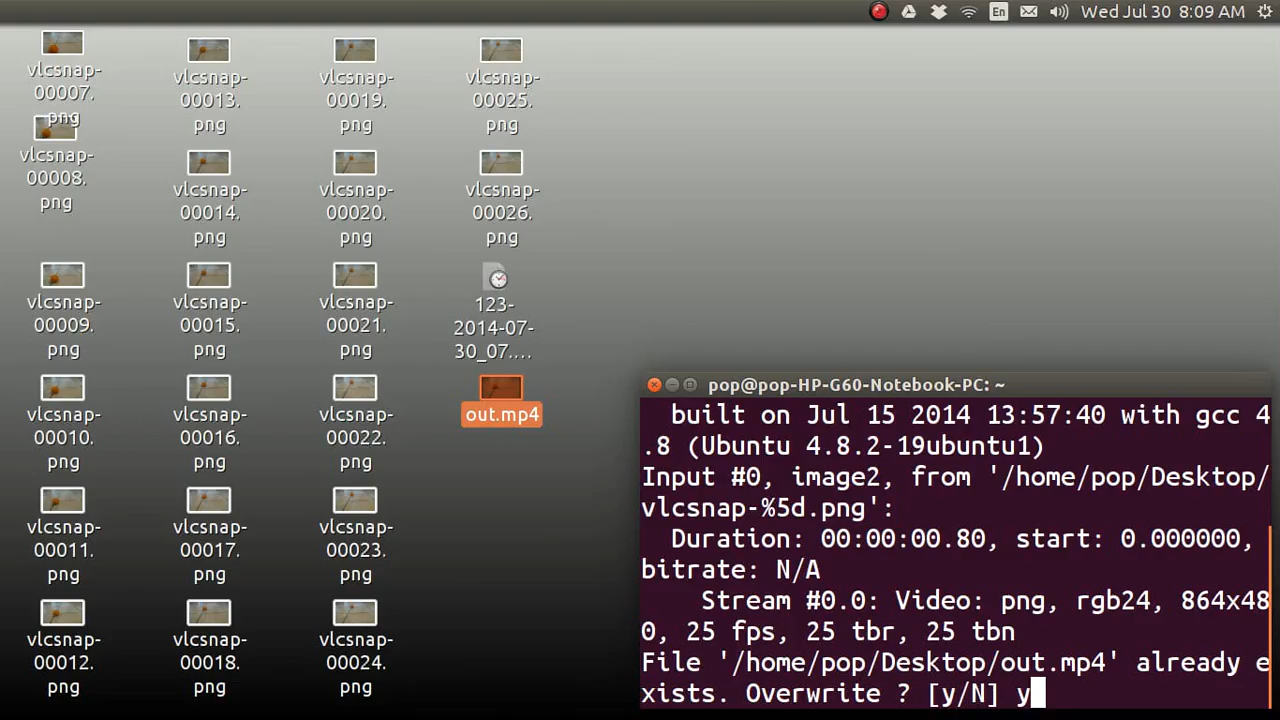 En
Wed Jul 30 8:09 AM
vlcsnap-
00007.
png
vlcsnap-
00008.
png
vlcsnap-
00009.
png
vlcsnap-
00010.
png
vlcsnap-
00011.
png
vlcsnap-
00012.
png
vlcsnap-
00013.
png
vlcsnap-
00014.
png
vlcsnap-
00015.
png
vlcsnap-
00016.
png
vlcsnap-
00017.
png
vlcsnap-
00018.
png
vlcsnap-
00019.
png
vlcsnap-
00020.
png
vlcsnap-
00021.
png
vlcsnap-
00022.
png
vlcsnap-
00023.
png
vlcsnap-
00024.
png
vlcsnap-
00025.
png
vlcsnap-
00026.
png
123-
2014-07-
30_07....
out.mp4
pop@pop-HP-G60-Notebook-PC: ~
built on Jul 15 2014 13:57:40 with gcc 4
.8 (Ubuntu 4.8.2-19ubuntu1)
Input #0, image2, from '/home/pop/Desktop/
vlcsnap-%5d.png':
Duration: 00:00:00.80, start: 0.000000,
bitrate: N/A
Stream #0.0: Video: png, rgb24, 864x48
0, 25 fps, 25 tbr, 25 tbn
File '/home/pop/Desktop/out.mp4' already e
xists. Overwrite ? [y/N] y